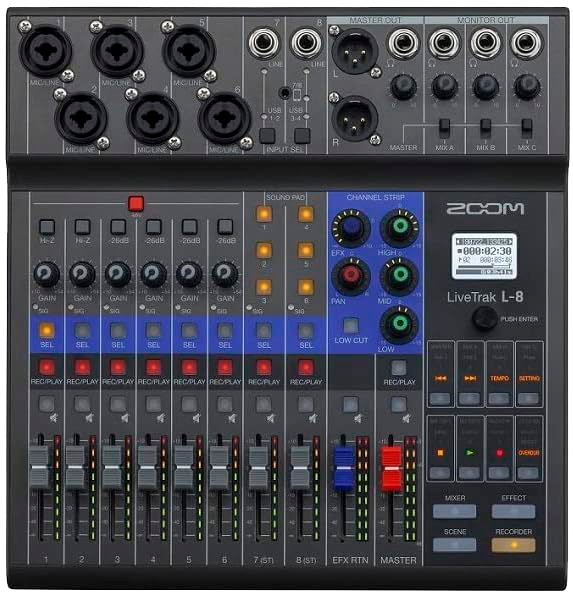 1 3 5 7 8 MASTER OUT MONITOR OUT
MIC/LINE MIC/LINE MIC/LINE LINE LINE L
2 4 6 USB 1-2 USB 3-4 R
MIC/LINE MIC/LINE MIC/LINE INPUT SEL MASTER MIX A MIX B MIX C
48V SOUND PAD CHANNEL STRIP
ZOOM
Hi-Z Hi-Z -26dB -26dB -26dB -26dB 1 4 EFX HIGH
000:02:30
2 5 PAN MID
GAIN GAIN GAIN GAIN GAIN GAIN 3 6
LiveTrak L-8
SIG SIG SIG SIG SIG SIG SIG SIG
PUSH ENTER
SEL SEL SEL SEL SEL SEL SEL SEL LOW CUT LOW
REC/PLAY REC/PLAY REC/PLAY REC/PLAY REC/PLAY REC/PLAY REC/PLAY REC/PLAY REC/PLAY
TEMPO SETTING
OVERDUB
MIXER EFFECT
SCENE RECORDER
1 2 3 4 5 6 7 (ST) 8 (ST) EFX RTN MASTER